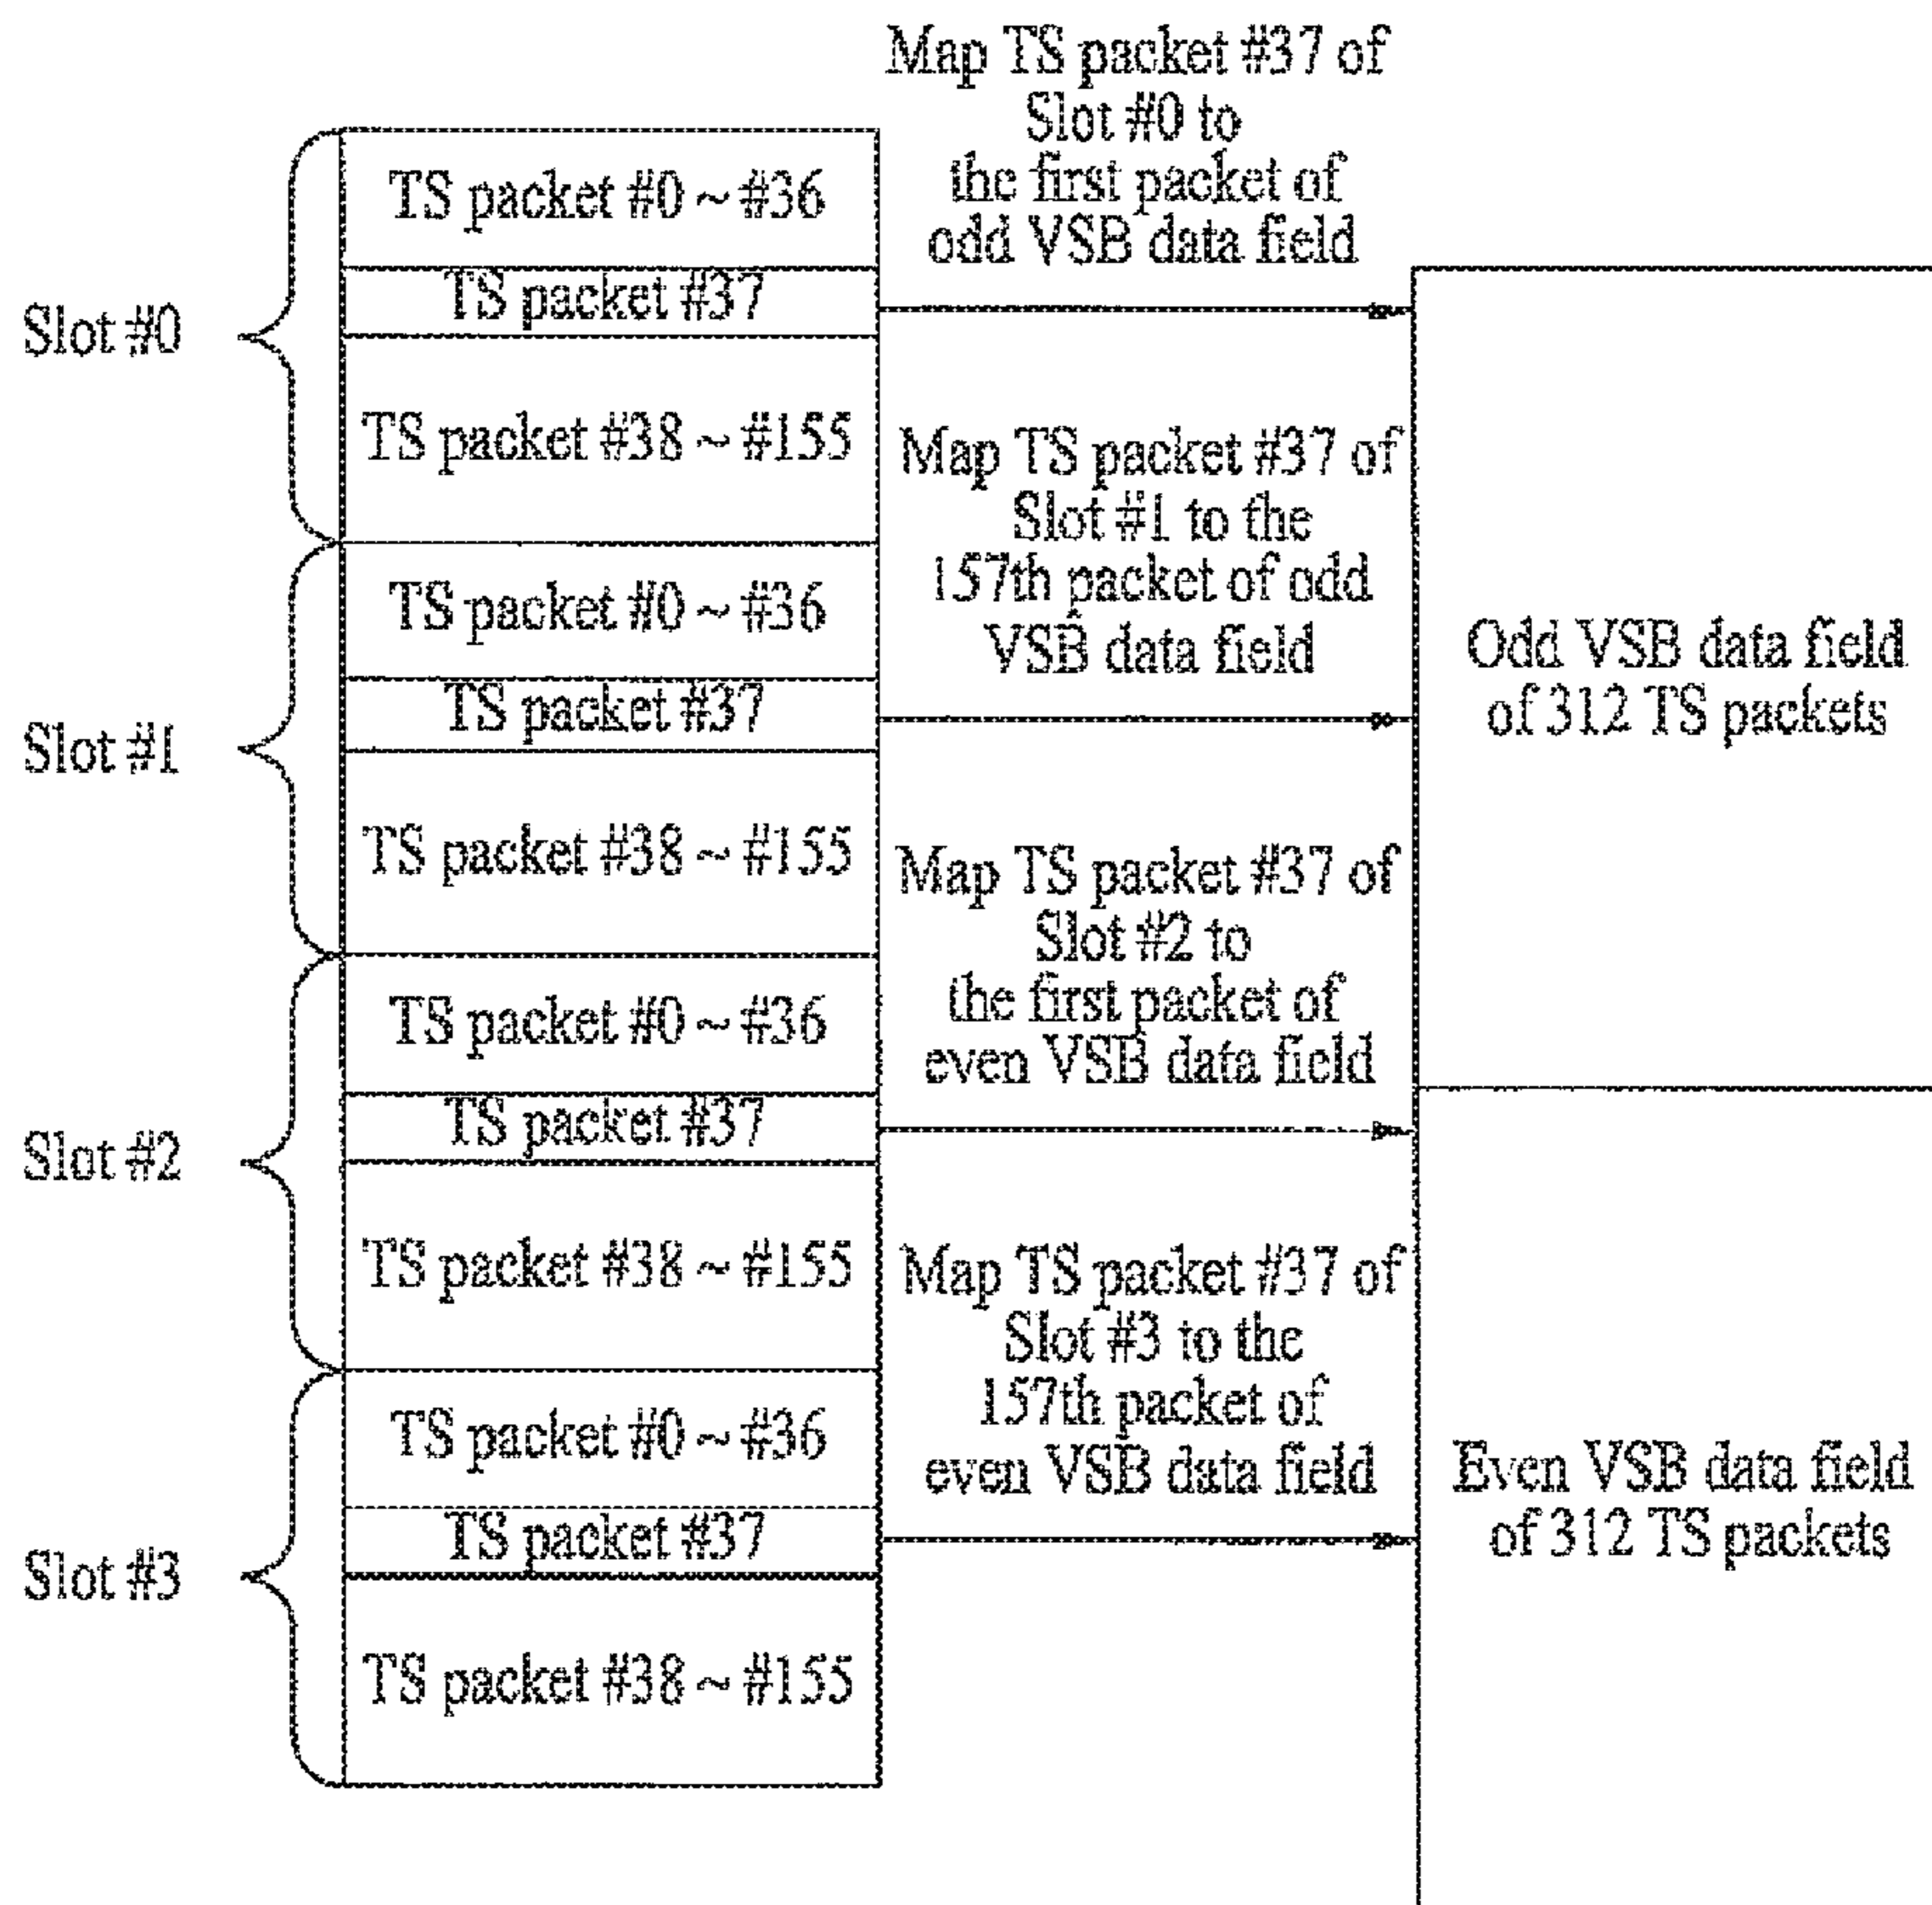 Map TS packet #37 of
Slot #0 to
the first packet of
odd VSB data field
Slot #0
TS packet #0 ~ #36
TS packet #37
TS packet #38 ~ #155
Map TS packet #37 of
Slot #1 to the
157th packet of odd
VSB data field
Slot #1
TS packet #0 ~ #36
TS packet #37
TS packet #38 ~ #155
Odd VSB data field
of 312 TS packets
Map TS packet #37 of
Slot #2 to
the first packet of
even VSB data field
Slot #2
TS packet #0 ~ #36
TS packet #37
TS packet #38 ~ #155
Map TS packet #37 of
Slot #3 to the
157th packet of
even VSB data field
Slot #3
TS packet #0 ~ #36
TS packet #37
TS packet #38 ~ #155
Even VSB data field
of 312 TS packets